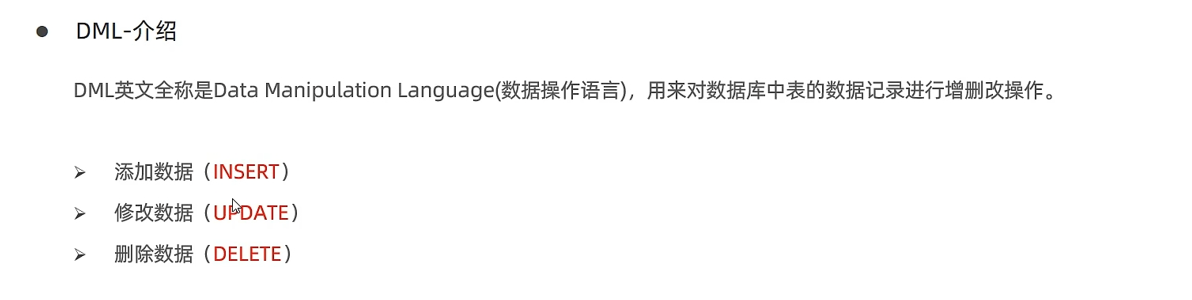 DML-介绍
DML英文全称是Data Manipulation Language(数据操作语言)，用来对数据库中表的数据记录进行增删改操作。
添加数据（INSERT）
修改数据（UPDATE）
删除数据（DELETE）